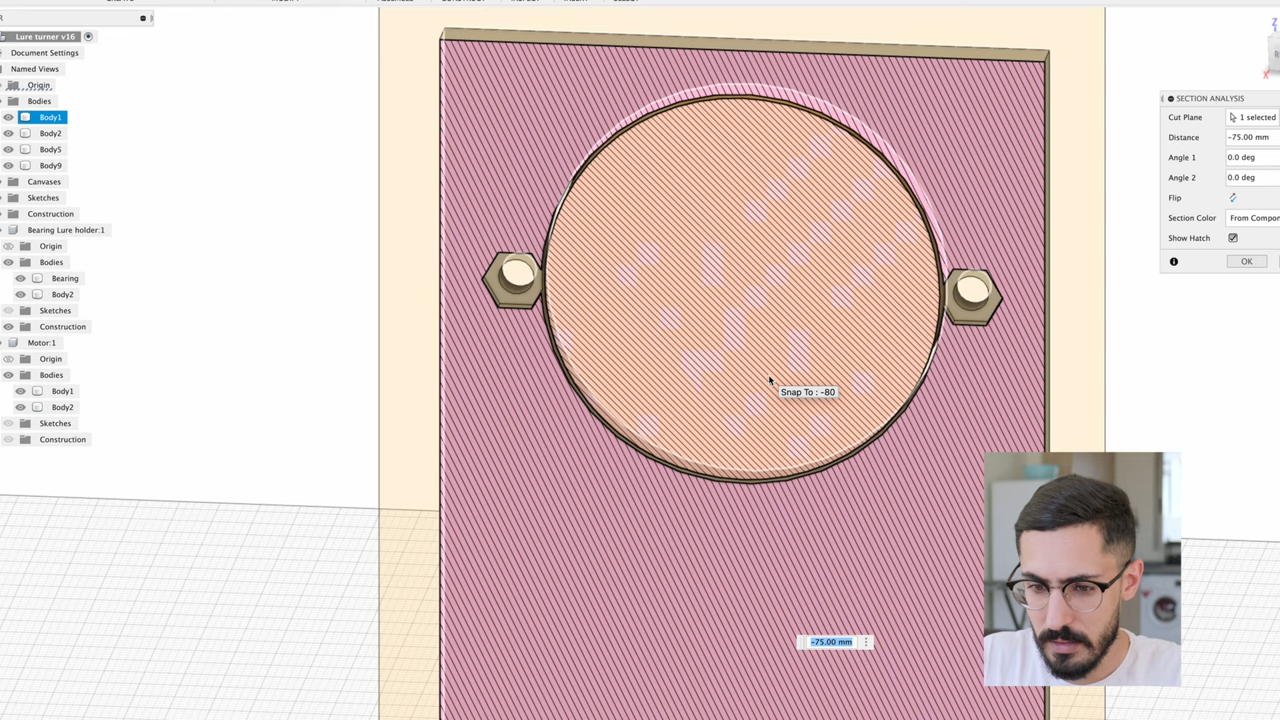 R
Lure turner v16
Document Settings
Named Views
Origin
Bodies
Body1
Body2
Body5
Body9
Canvases
Sketches
Construction
Bearing Lure holder:1
Origin
Bodies
Bearing
Body2
Sketches
Construction
Motor:1
Origin
Bodies
Body1
Body2
Sketches
Construction
Snap To : -80
-75.00 mm
Z
X
SECTION ANALYSIS
Cut Plane 1 selected
Distance -75.00 mm
Angle 1 0.0 deg
Angle 2 0.0 deg
Flip
Section Color From Compon
Show Hatch
OK